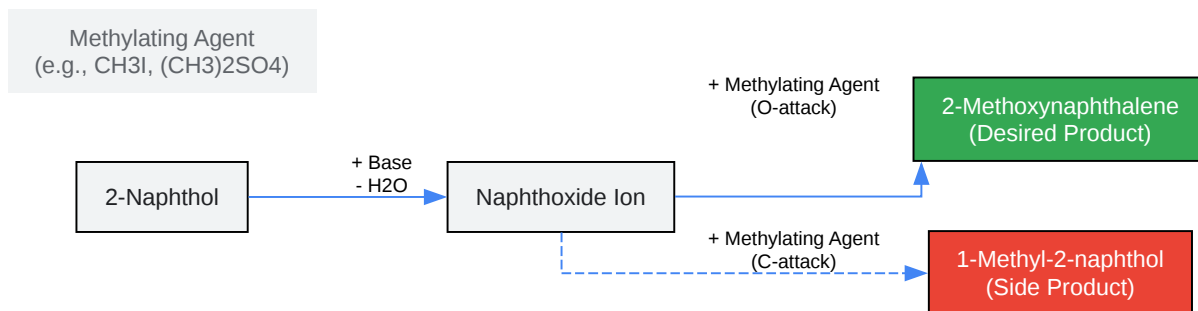 Methylating Agent
(e.g., CH3I, (CH3)2SO4)
+ Methylating Agent
(O-attack)
2-Methoxynaphthalene
(Desired Product)
+ Base
- H2O
2-Naphthol
Naphthoxide Ion
+ Methylating Agent
(C-attack)
1-Methyl-2-naphthol
(Side Product)